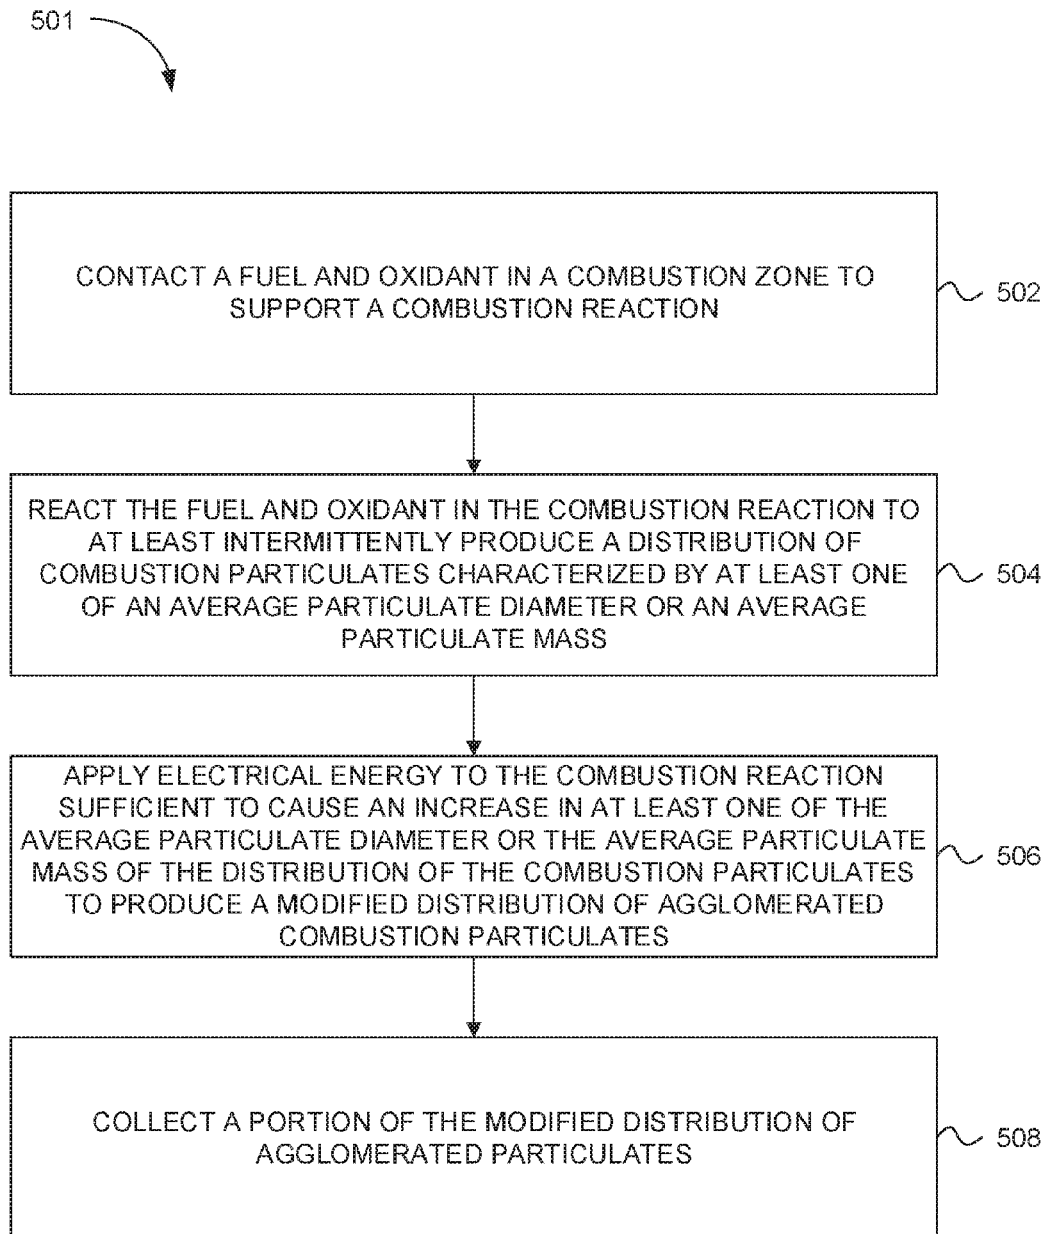 501
CONTACT A FUEL AND OXIDANT IN A COMBUSTION ZONE TO
SUPPORT A COMBUSTION REACTION
502
REACT THE FUEL AND OXIDANT IN THE COMBUSTION REACTION TO
AT LEAST INTERMITTENTLY PRODUCE A DISTRIBUTION OF
COMBUSTION PARTICULATES CHARACTERIZED BY AT LEAST ONE
OF AN AVERAGE PARTICULATE DIAMETER OR AN AVERAGE
PARTICULATE MASS
504
APPLY ELECTRICAL ENERGY TO THE COMBUSTION REACTION
SUFFICIENT TO CAUSE AN INCREASE IN AT LEAST ONE OF THE
AVERAGE PARTICULATE DIAMETER OR THE AVERAGE PARTICULATE
MASS OF THE DISTRIBUTION OF THE COMBUSTION PARTICULATES
TO PRODUCE A MODIFIED DISTRIBUTION OF AGGLOMERATED
COMBUSTION PARTICULATES
506
COLLECT A PORTION OF THE MODIFIED DISTRIBUTION OF
AGGLOMERATED PARTICULATES
508